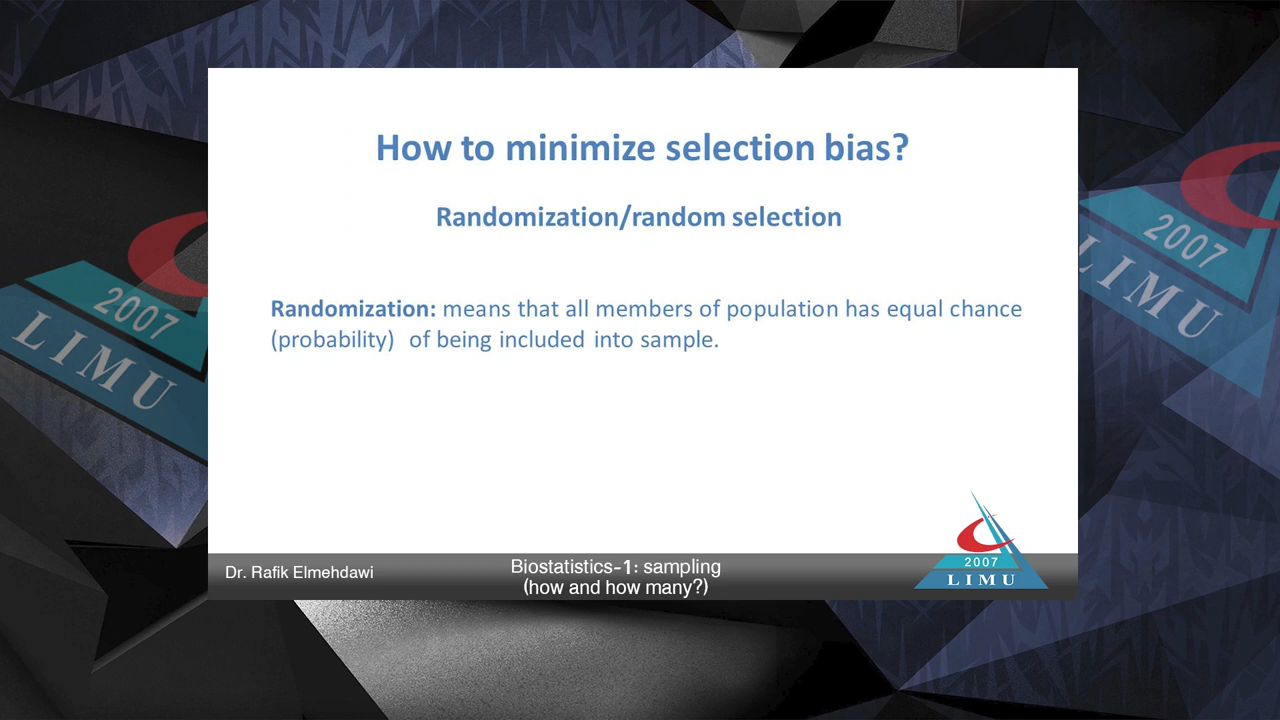 How to minimize selection bias?
Randomization/random selection
Randomization: means that all members of population has equal chance
(probability) of being included into sample.
2007
LIMU
2007
LIMU
Dr. Rafik Elmehdawi
Biostatistics-1: sampling
(how and how many?)
2007
LIMU